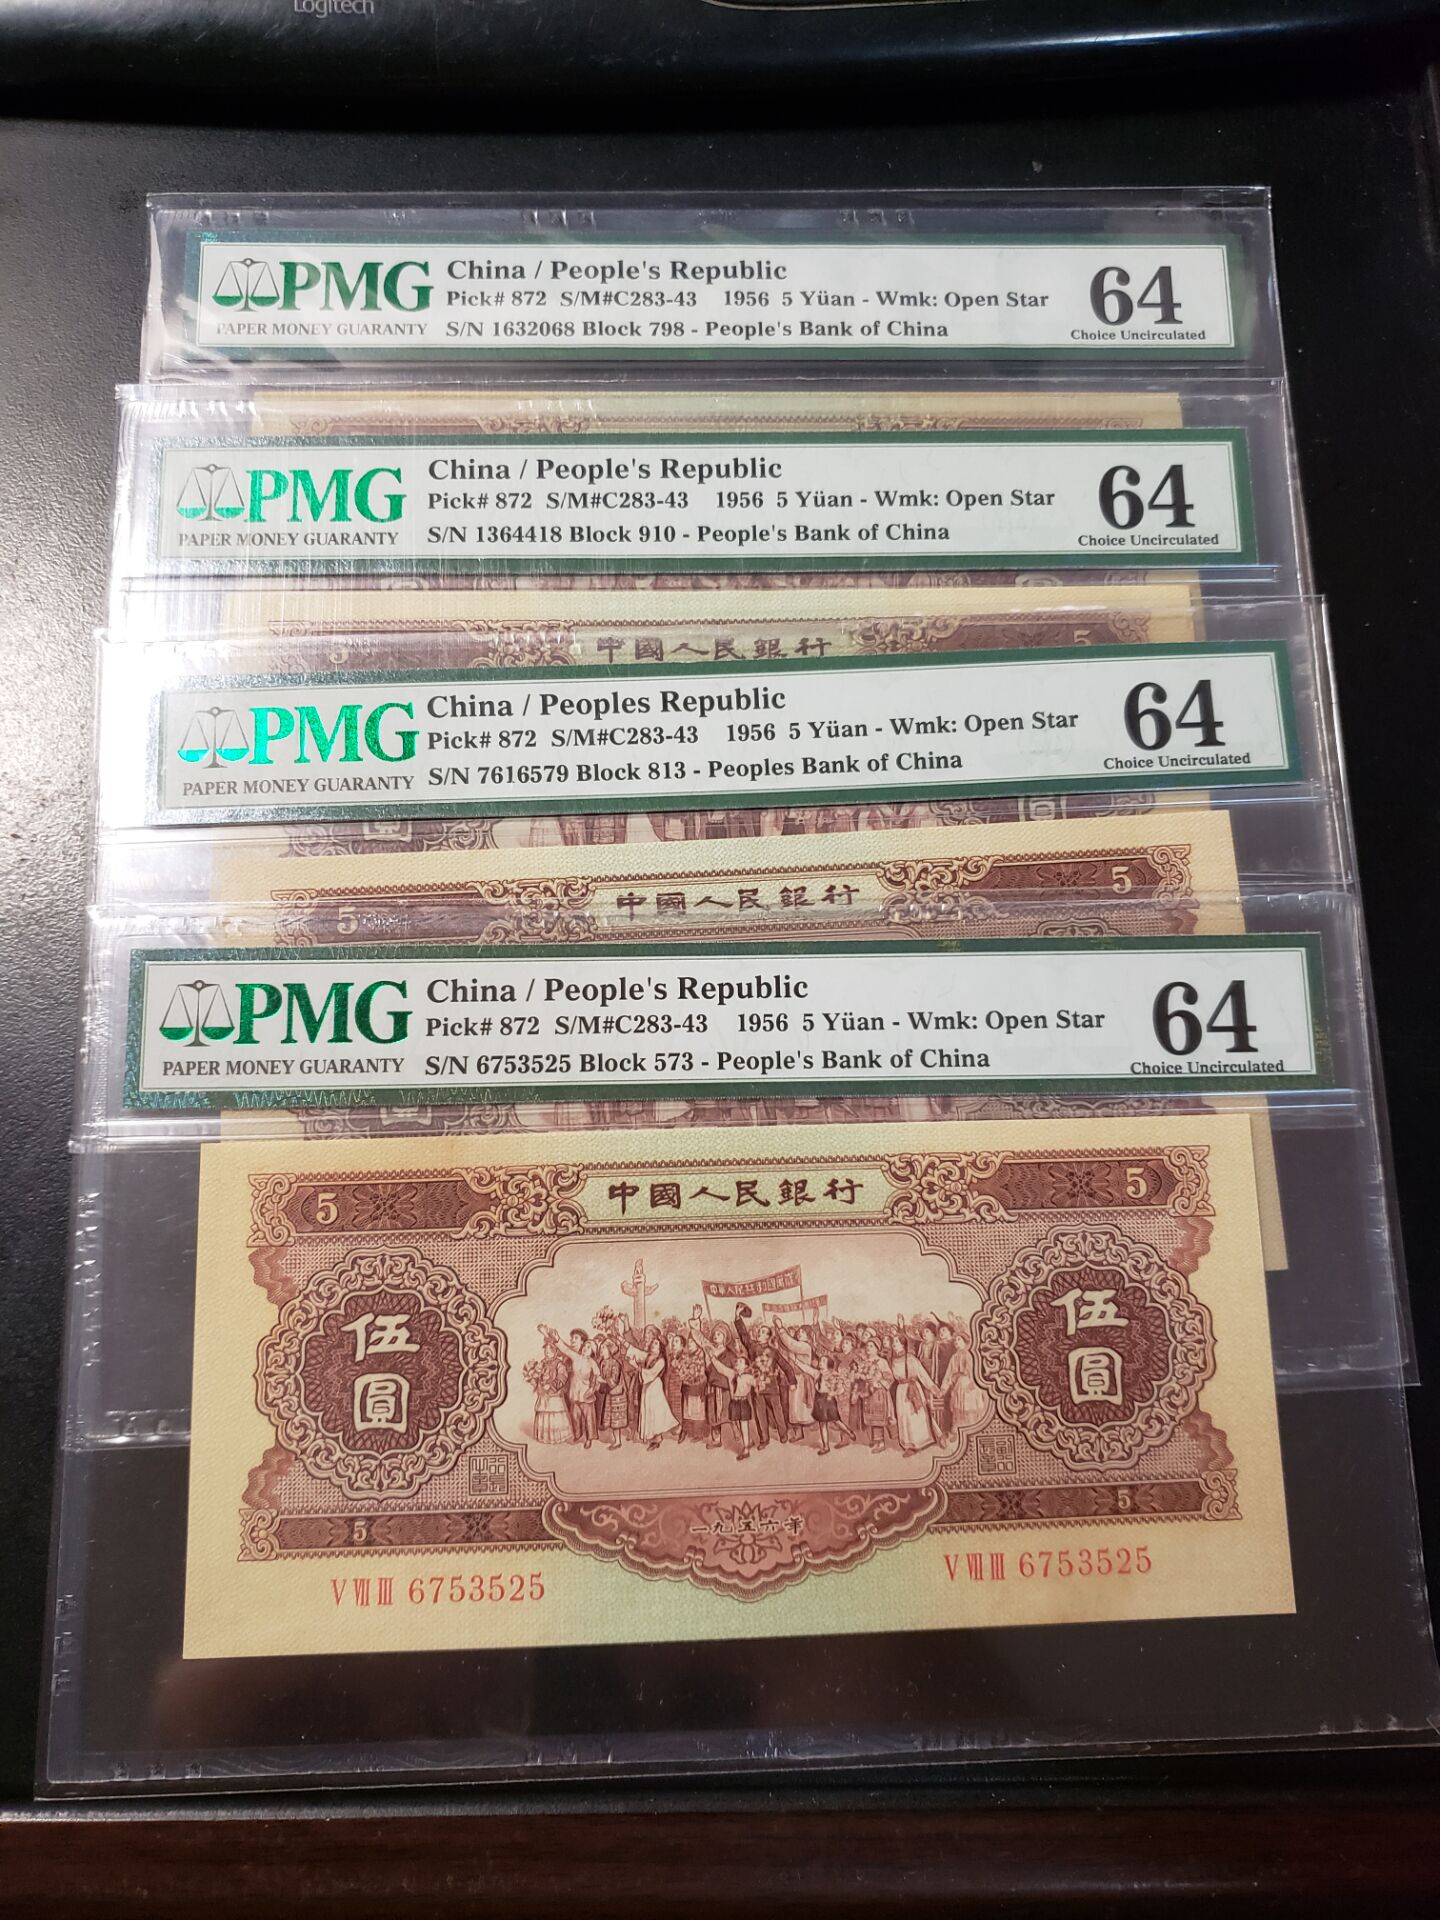 Logitech
PMG
PAPER MONEY GUARANTY
China / People's Republic
Pick# 872 S/M#C283-43 1956 5 Yüan - Wmk: Open Star
S/N 1632068 Block 798 - People's Bank of China
64
Choice Uncirculated
PMG
PAPER MONEY GUARANTY
China / People's Republic
Pick# 872 S/M#C283-43 1956 5 Yüan - Wmk: Open Star
S/N 1364418 Block 910 - People's Bank of China
64
Choice Uncirculated
5 中國人民銀行 5
PMG
PAPER MONEY GUARANTY
China / Peoples Republic
Pick# 872 S/M#C283-43 1956 5 Yüan - Wmk: Open Star
S/N 7616579 Block 813 - Peoples Bank of China
64
Choice Uncirculated
5 中國人民銀行 5
PMG
PAPER MONEY GUARANTY
China / People's Republic
Pick# 872 S/M#C283-43 1956 5 Yüan - Wmk: Open Star
S/N 6753525 Block 573 - People's Bank of China
64
Choice Uncirculated
5 中國人民銀行 5
伍圓
伍圓
5 一九五六年 5
V VII III 6753525
V VII III 6753525